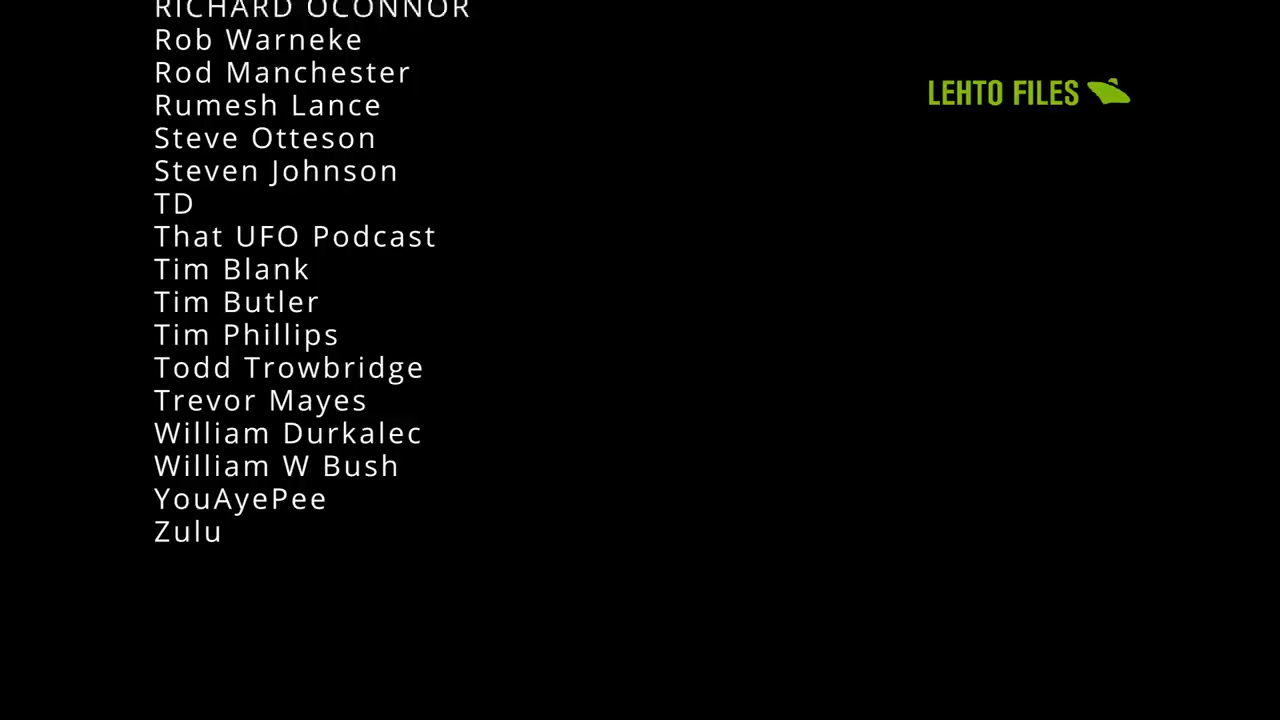 RICHARD OCONNOR
Rob Warneke
Rod Manchester
Rumesh Lance
Steve Otteson
Steven Johnson
TD
That UFO Podcast
Tim Blank
Tim Butler
Tim Phillips
Todd Trowbridge
Trevor Mayes
William Durkalec
William W Bush
YouAyePee
Zulu
LEHTO FILES